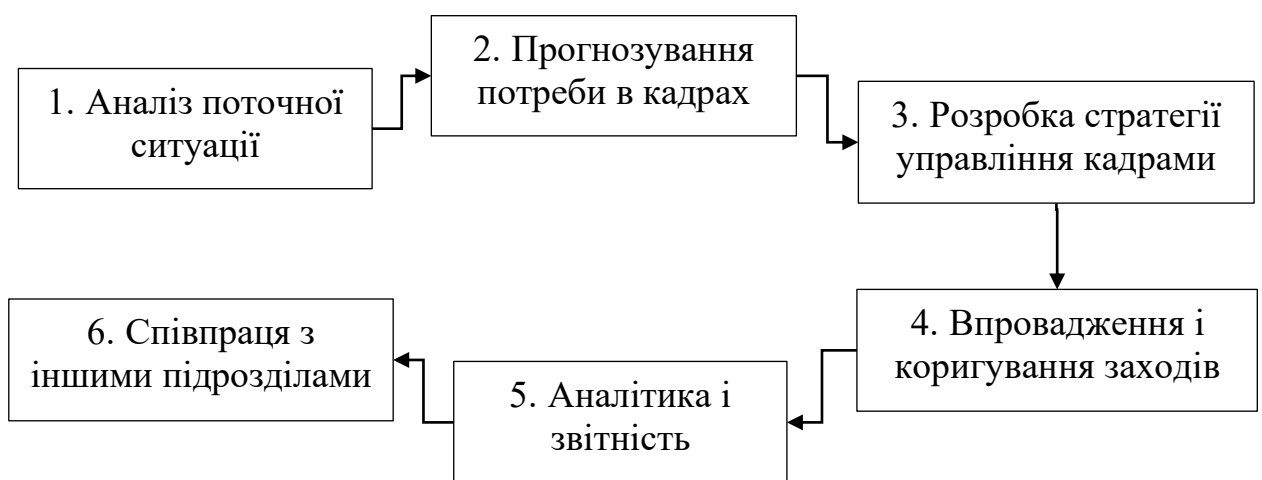 1. Аналіз поточної
ситуації
2. Прогнозування
потреби в кадрах
3. Розробка стратегії
управління кадрами
4. Впровадження і
коригування заходів
5. Аналітика і
звітність
6. Співпраця з
іншими підрозділами